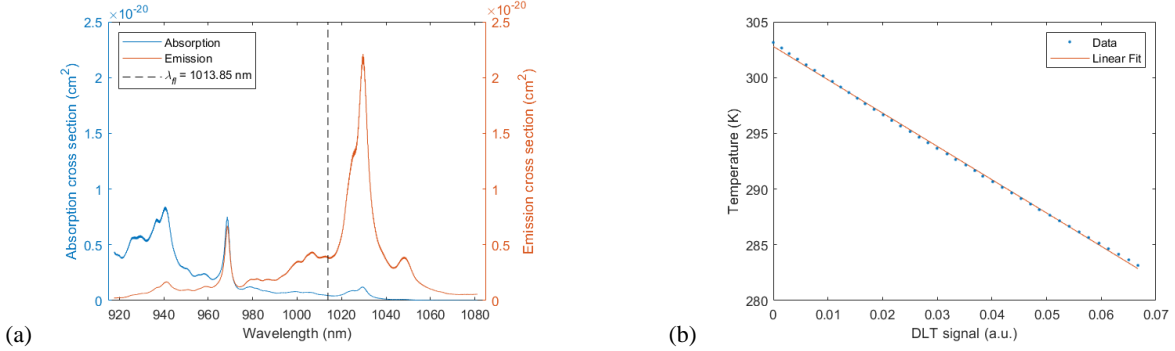 ×10⁻²⁰
×10⁻²⁰
2.5
2
1.5
1
0.5
0
Absorption cross section (cm²)
Absorption
Emission
λfl = 1013.85 nm
2.5
2
1.5
1
0.5
0
Emission cross section (cm²)
920 940 960 980 1000 1020 1040 1060 1080
Wavelength (nm)
(a)
305
300
295
290
285
280
Temperature (K)
Data
Linear Fit
0 0.01 0.02 0.03 0.04 0.05 0.06 0.07
DLT signal (a.u.)
(b)